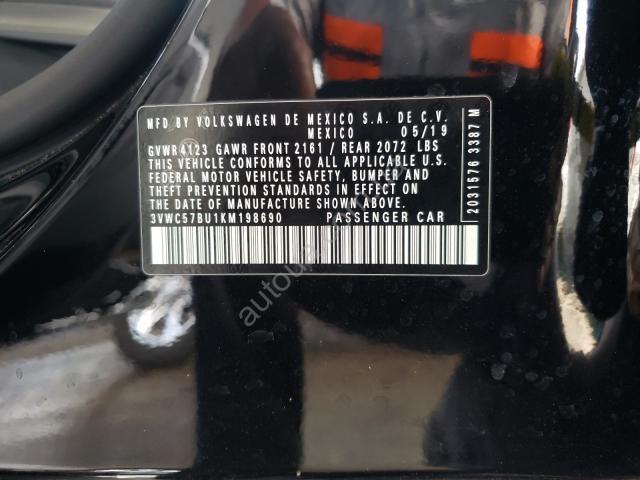 MFD BY VOLKSWAGEN DE MEXICO S.A. DE C.V.
MEXICO 05/19
GVWR4123 GAWR FRONT 2161 / REAR 2072 LBS
THIS VEHICLE CONFORMS TO ALL APPLICABLE U.S.
FEDERAL MOTOR VEHICLE SAFETY, BUMPER AND
THEFT PREVENTION STANDARDS IN EFFECT ON
THE DATE OF MANUFACTURE SHOWN ABOVE.
3VWC57BU1KM198690 PASSENGER CAR
2031576 3387 M